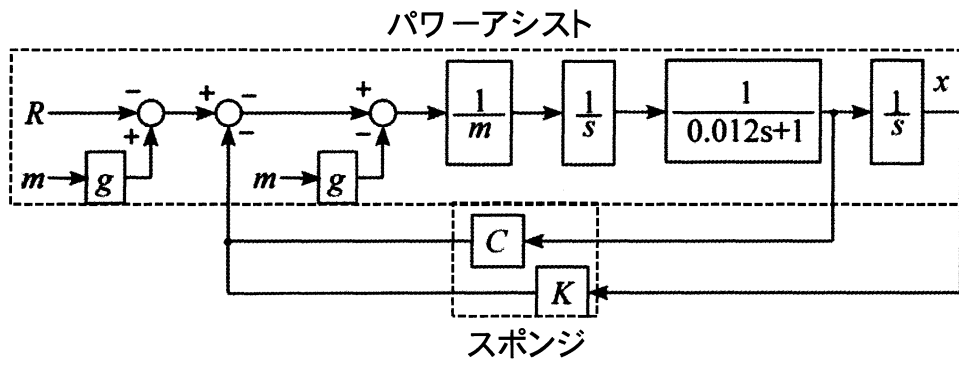 パワーアシスト
R − + + − − m g
m g + −
1/m
1/s
1/(0.012s+1)
1/s
x
C
K
スポンジ